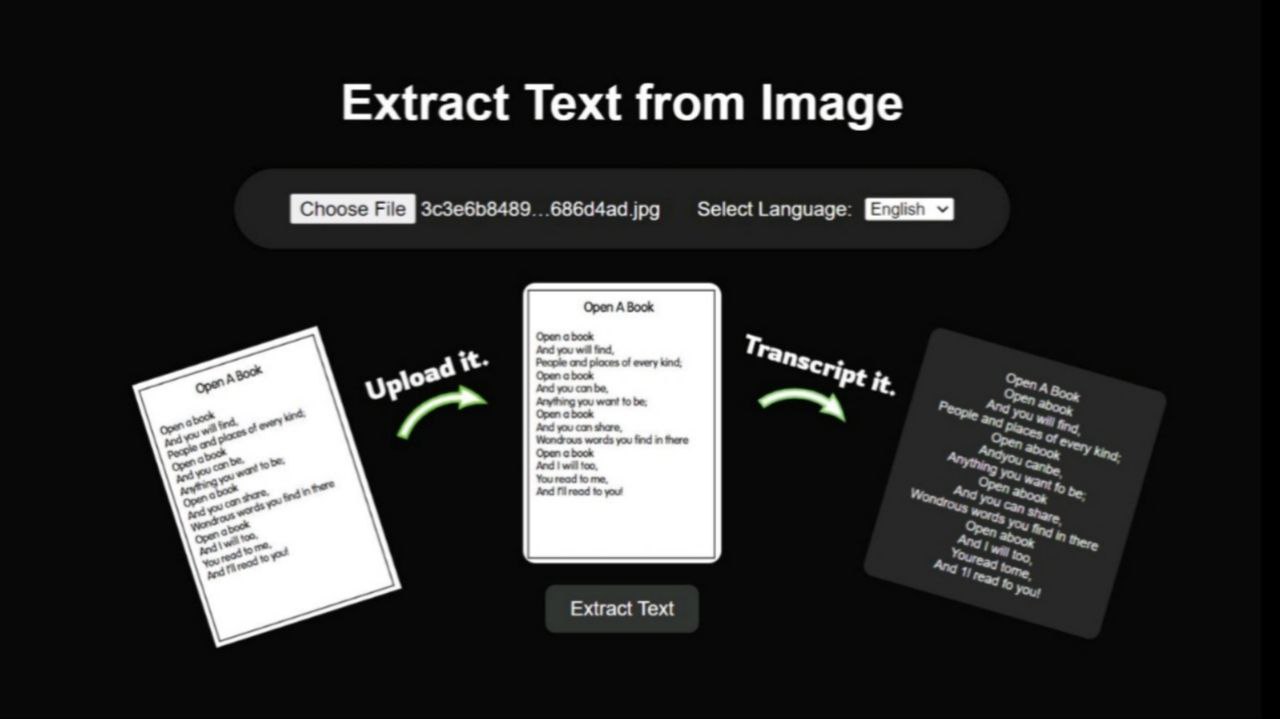 Extract Text from Image
Choose File 3c3e6b8489...686d4ad.jpg Select Language: English
Open A Book
Open a book
And you will find,
People and places of every kind;
Open a book
And you can be,
Anything you want to be;
Open a book
And you can share,
Wondrous words you find in there
Open a book
And I will too,
You read to me,
And I'll read to you!
Upload it.
Open A Book
Open a book
And you will find,
People and places of every kind;
Open a book
And you can be,
Anything you want to be;
Open a book
And you can share,
Wondrous words you find in there
Open a book
And I will too,
You read to me,
And I'll read to you!
Transcript it.
Open A Book
Open abook
And you will find,
People and places of every kind;
Open abook
Andyou canbe,
Anything you want fo be;
Open abook
And you can share,
Wondrous words you find in there
Open abook
And I will too,
Youread tome,
And 1l read fo you!
Extract Text